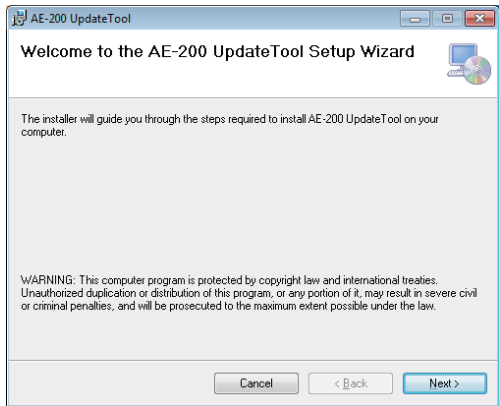 AE-200 UpdateTool
Welcome to the AE-200 UpdateTool Setup Wizard
The installer will guide you through the steps required to install AE-200 UpdateTool on your
computer.
WARNING: This computer program is protected by copyright law and international treaties.
Unauthorized duplication or distribution of this program, or any portion of it, may result in severe civil
or criminal penalties, and will be prosecuted to the maximum extent possible under the law.
Cancel
< Back
Next >